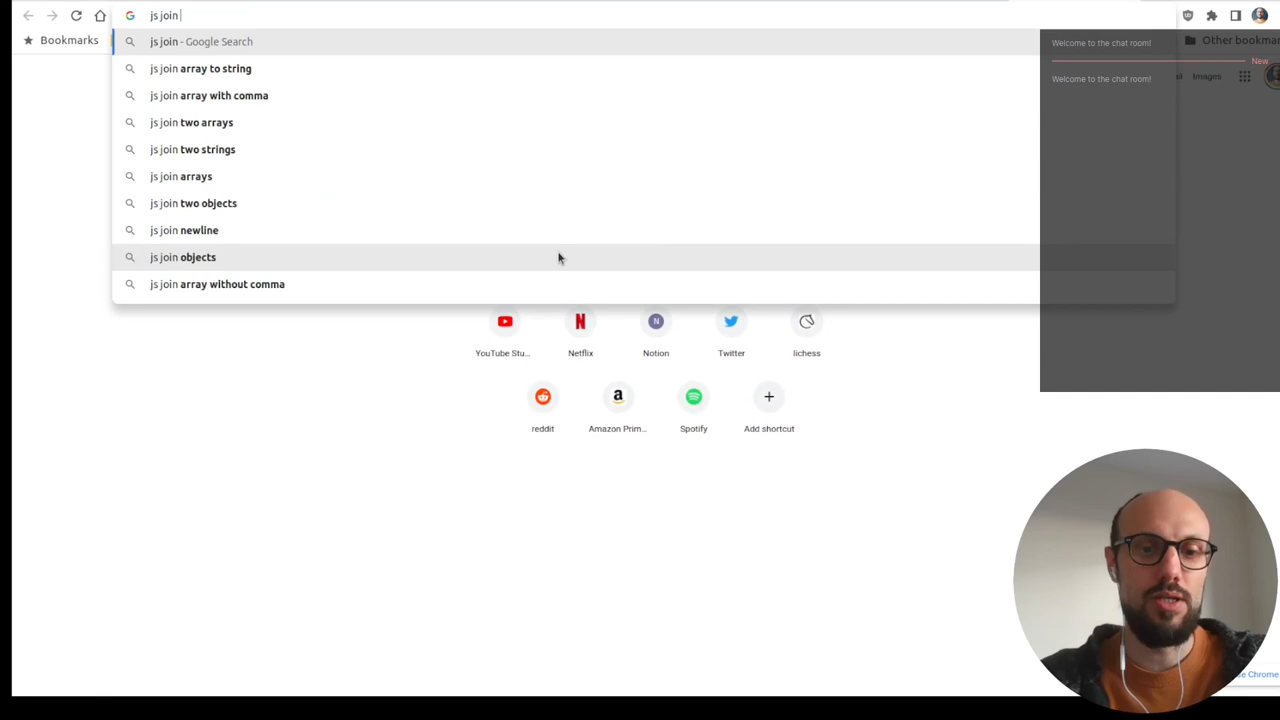 js join
Bookmarks
js join - Google Search
js join array to string
js join array with comma
js join two arrays
js join two strings
js join arrays
js join two objects
js join newline
js join objects
js join array without comma
Other bookma
Welcome to the chat room!
New
Welcome to the chat room!
Images
YouTube Stu...
Netflix
N
Notion
Twitter
lichess
reddit
a
Amazon Prim...
Spotify
Add shortcut
Chrome